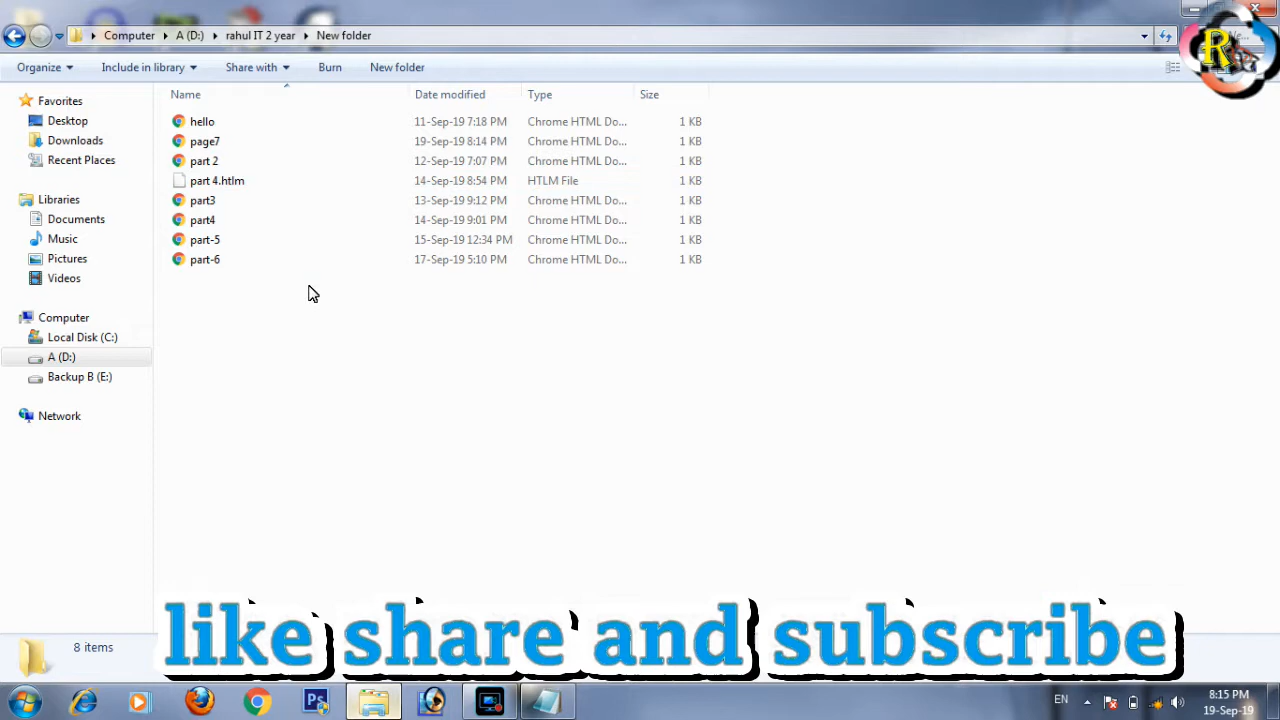 Computer
A (D:)
rahul IT 2 year
New folder
Organize
Include in library
Share with
Burn
New folder
Favorites
Desktop
Downloads
Recent Places
Libraries
Documents
Music
Pictures
Videos
Computer
Local Disk (C:)
A (D:)
Backup B (E:)
Network
Name Date modified Type Size
hello 11-Sep-19 7:18 PM Chrome HTML Do... 1 KB
page7 19-Sep-19 8:14 PM Chrome HTML Do... 1 KB
part 2 12-Sep-19 7:07 PM Chrome HTML Do... 1 KB
part 4.htlm 14-Sep-19 8:54 PM HTLM File 1 KB
part3 13-Sep-19 9:12 PM Chrome HTML Do... 1 KB
part4 14-Sep-19 9:01 PM Chrome HTML Do... 1 KB
part-5 15-Sep-19 12:34 PM Chrome HTML Do... 1 KB
part-6 17-Sep-19 5:10 PM Chrome HTML Do... 1 KB
8 items
like share and subscribe
Ps
EN
8:15 PM
19-Sep-19